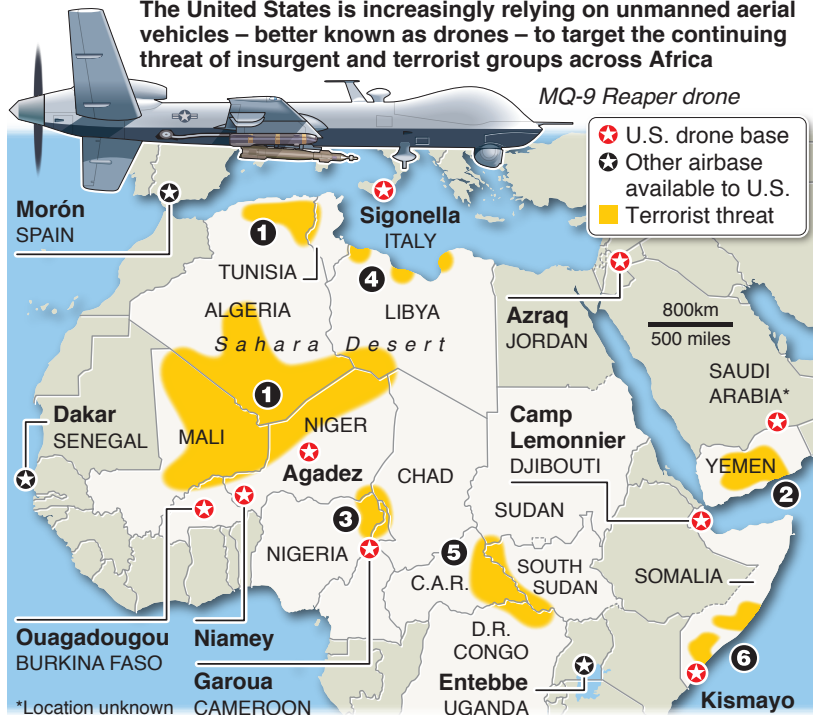 The United States is increasingly relying on unmanned aerial
vehicles – better known as drones – to target the continuing
threat of insurgent and terrorist groups across Africa
MQ-9 Reaper drone
U.S. drone base
Other airbase
available to U.S.
Terrorist threat
Morón
SPAIN
Sigonella
ITALY
1
TUNISIA
4
ALGERIA
LIBYA
Sahara Desert
Azraq
JORDAN
800km
500 miles
SAUDI
ARABIA*
1
Dakar
SENEGAL
MALI
NIGER
Agadez
CHAD
Camp
Lemonnier
DJIBOUTI
YEMEN
2
SUDAN
3
NIGERIA
5
C.A.R.
SOUTH
SUDAN
SOMALIA
D.R.
CONGO
6
Ouagadougou
BURKINA FASO
Niamey
Garoua
CAMEROON
Entebbe
UGANDA
Kismayo
*Location unknown